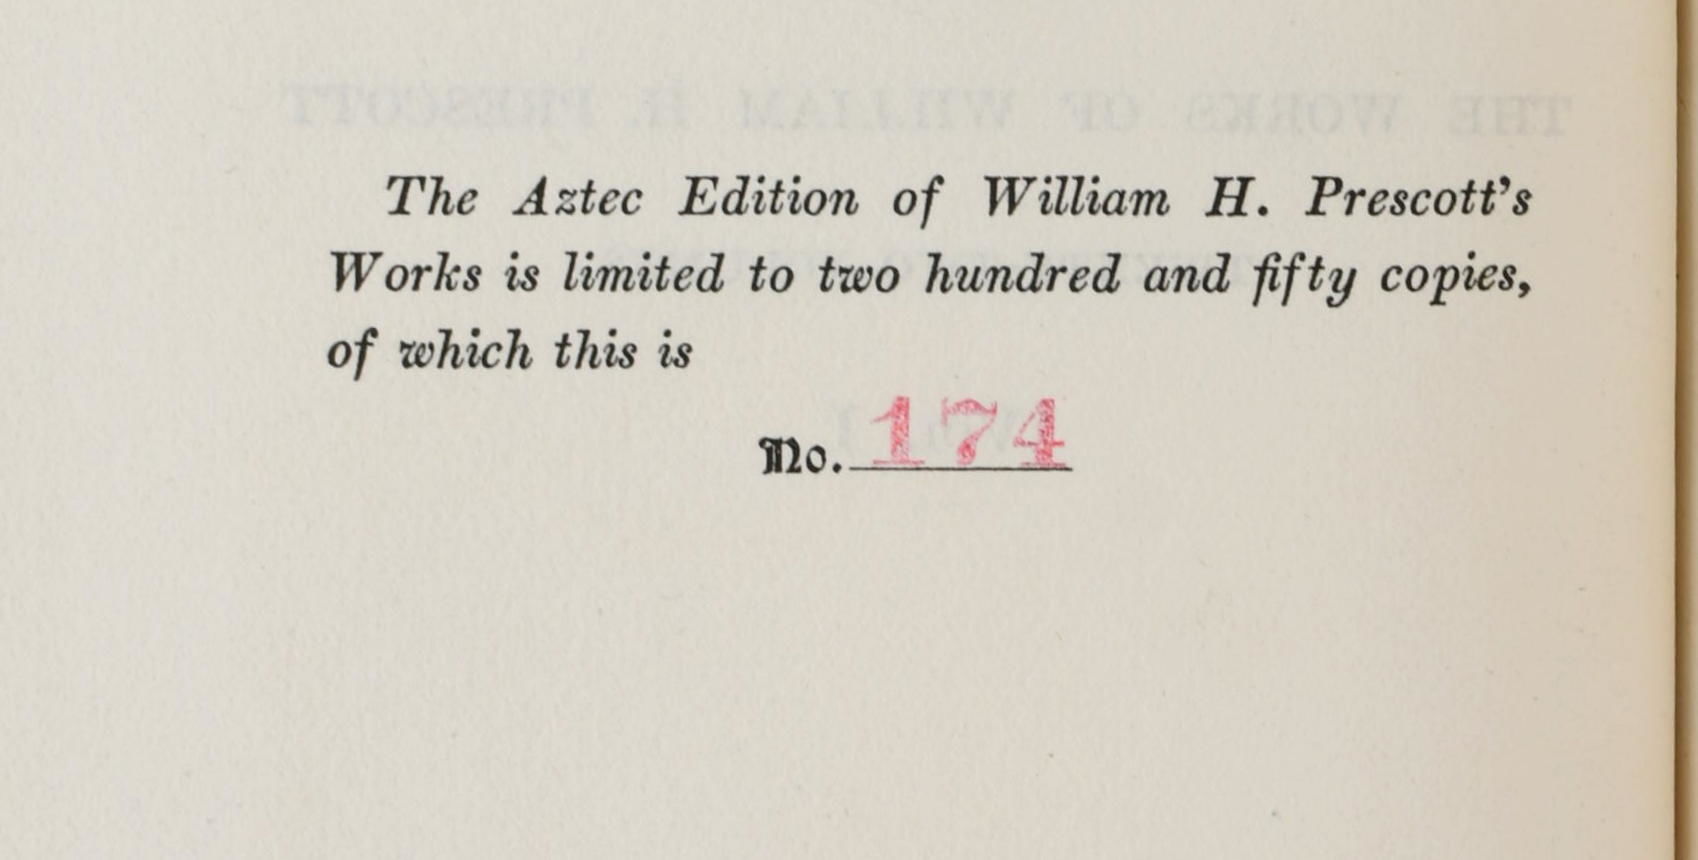 The Aztec Edition of William H. Prescott's
Works is limited to two hundred and fifty copies,
of which this is
No. 174